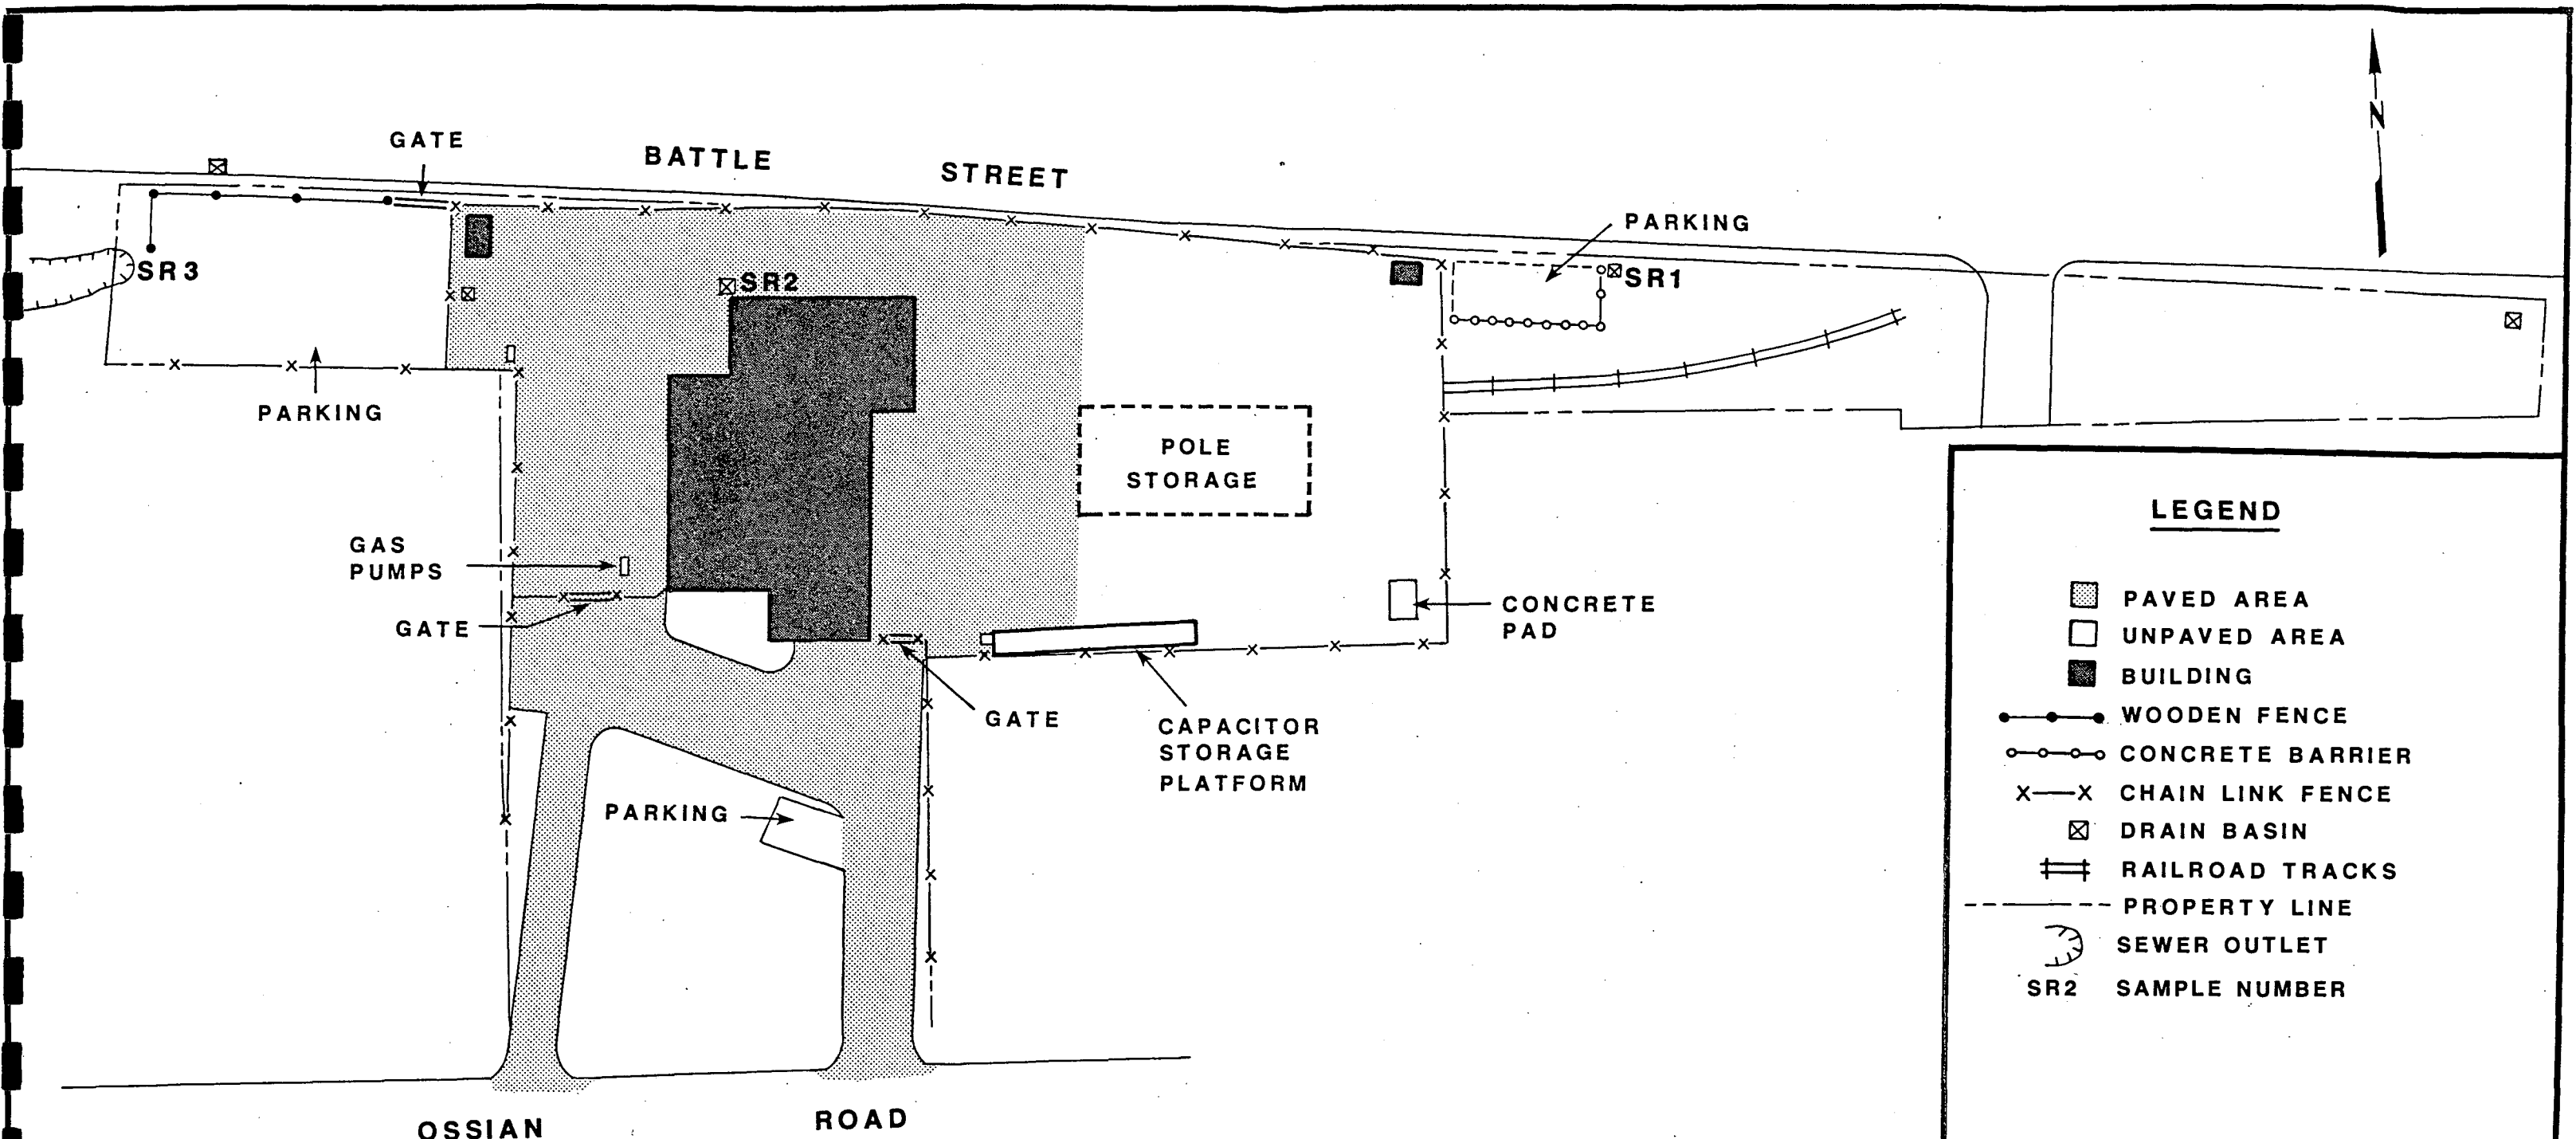 N
GATE
BATTLE STREET
PARKING
SR3
SR2
SR1
PARKING
POLE
STORAGE
GAS
PUMPS
GATE
CONCRETE
PAD
GATE
CAPACITOR
STORAGE
PLATFORM
PARKING
OSSIAN ROAD
LEGEND
PAVED AREA
UNPAVED AREA
BUILDING
WOODEN FENCE
CONCRETE BARRIER
CHAIN LINK FENCE
DRAIN BASIN
RAILROAD TRACKS
PROPERTY LINE
SEWER OUTLET
SR2 SAMPLE NUMBER